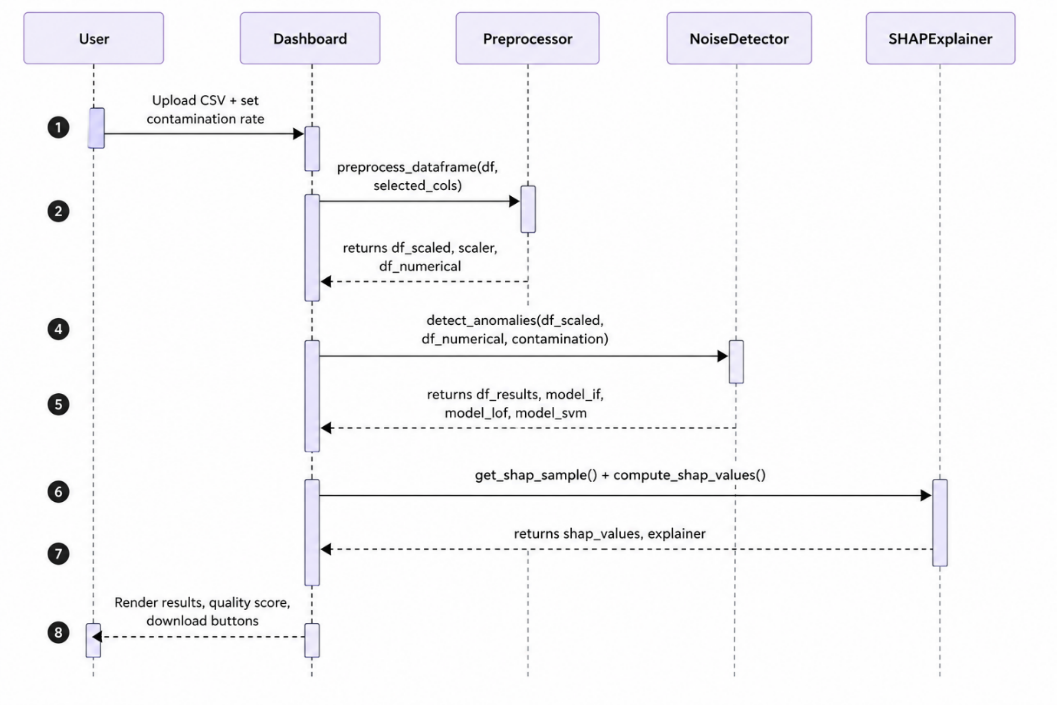 User
Dashboard
Preprocessor
NoiseDetector
SHAPExplainer
1
Upload CSV + set
contamination rate
2
preprocess_dataframe(df,
selected_cols)
returns df_scaled, scaler,
df_numerical
4
detect_anomalies(df_scaled,
df_numerical, contamination)
5
returns df_results, model_if,
model_lof, model_svm
6
get_shap_sample() + compute_shap_values()
7
returns shap_values, explainer
8
Render results, quality score,
download buttons